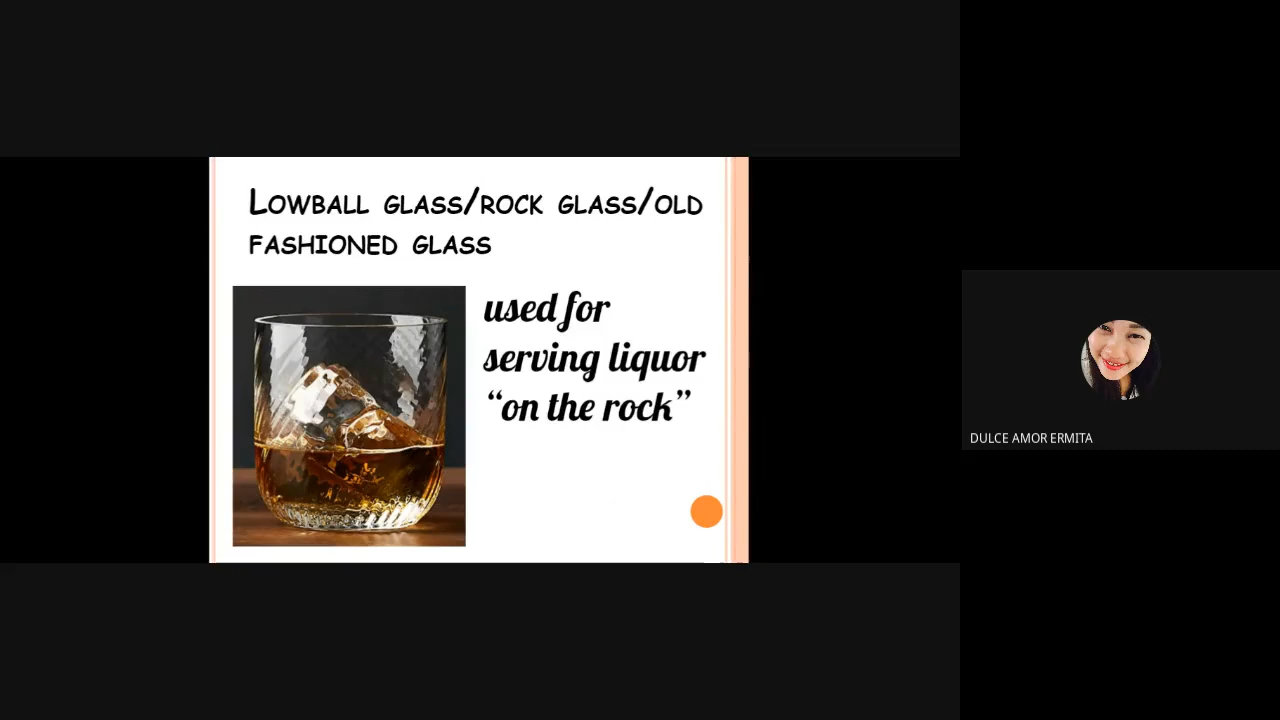 Lowball glass/rock glass/old
fashioned glass
used for
serving liquor
“on the rock”
DULCE AMOR ERMITA